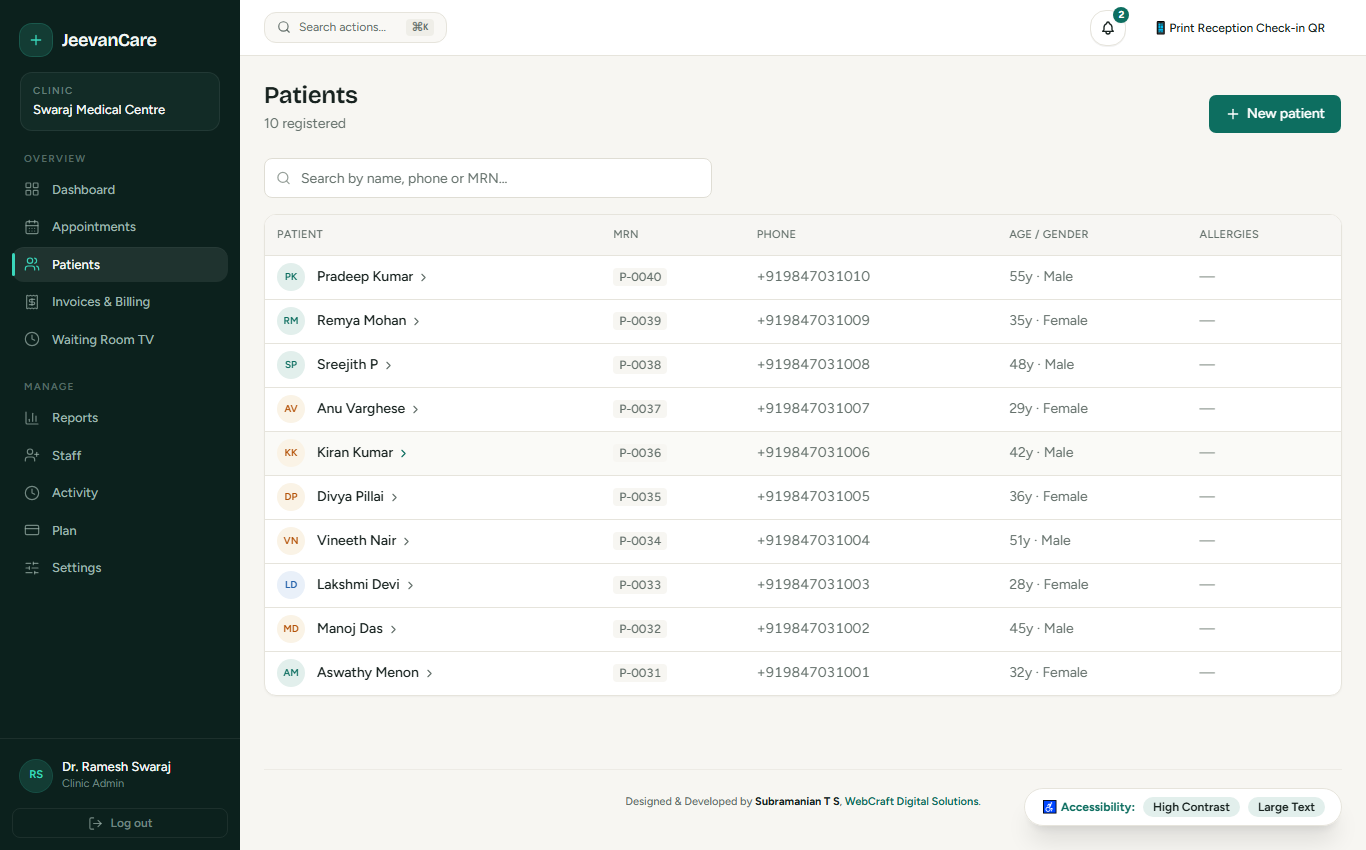 JeevanCare
CLINIC
Swaraj Medical Centre
OVERVIEW
Dashboard
Appointments
Patients
Invoices & Billing
Waiting Room TV
MANAGE
Reports
Staff
Activity
Plan
Settings
RS
Dr. Ramesh Swaraj
Clinic Admin
Log out
Search actions... ⌘K
2
Print Reception Check-in QR
Patients
10 registered
+ New patient
Search by name, phone or MRN...
PATIENT MRN PHONE AGE / GENDER ALLERGIES
PK Pradeep Kumar › P-0040 +919847031010 55y · Male —
RM Remya Mohan › P-0039 +919847031009 35y · Female —
SP Sreejith P › P-0038 +919847031008 48y · Male —
AV Anu Varghese › P-0037 +919847031007 29y · Female —
KK Kiran Kumar › P-0036 +919847031006 42y · Male —
DP Divya Pillai › P-0035 +919847031005 36y · Female —
VN Vineeth Nair › P-0034 +919847031004 51y · Male —
LD Lakshmi Devi › P-0033 +919847031003 28y · Female —
MD Manoj Das › P-0032 +919847031002 45y · Male —
AM Aswathy Menon › P-0031 +919847031001 32y · Female —
Designed & Developed by Subramanian T S, WebCraft Digital Solutions.
Accessibility: High Contrast Large Text